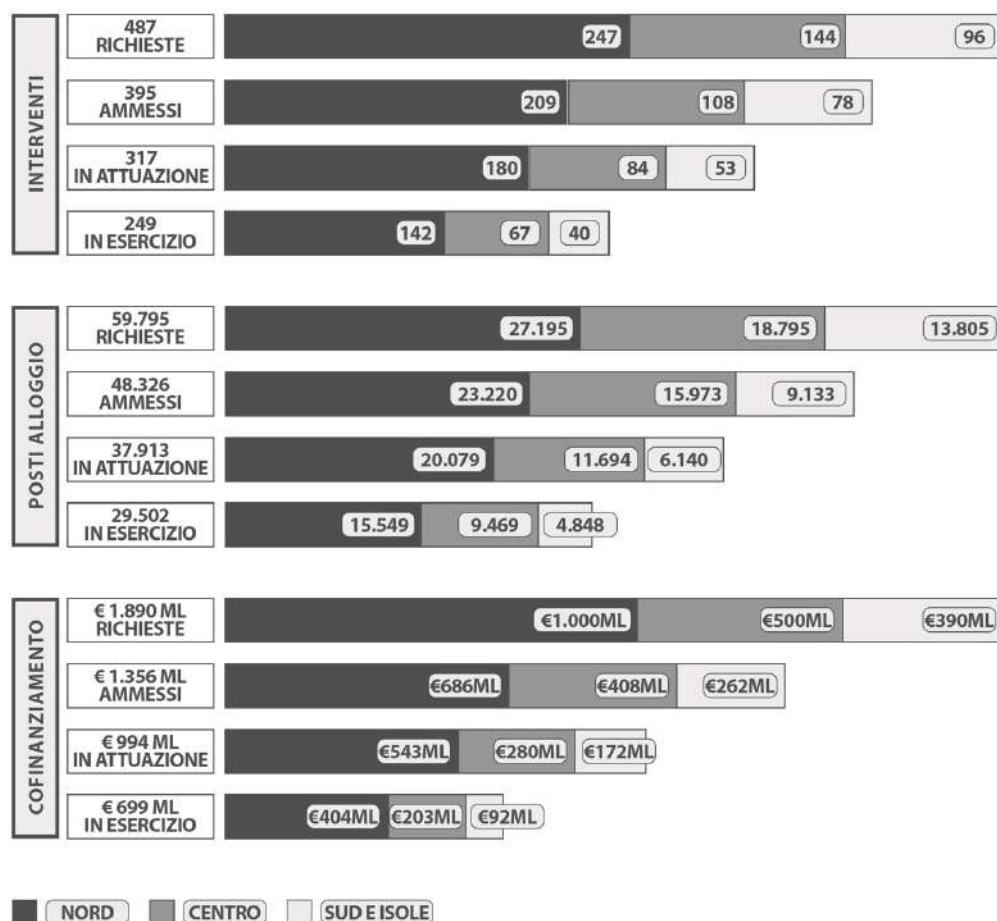 INTERVENTI
487
RICHIESTE
247 144 96
395
AMMESSI
209 108 78
317
IN ATTUAZIONE
180 84 53
249
IN ESERCIZIO
142 67 40
POSTI ALLOGGIO
59.795
RICHIESTE
27.195 18.795 13.805
48.326
AMMESSI
23.220 15.973 9.133
37.913
IN ATTUAZIONE
20.079 11.694 6.140
29.502
IN ESERCIZIO
15.549 9.469 4.848
COFINANZIAMENTO
€ 1.890 ML
RICHIESTE
€1.000ML €500ML €390ML
€ 1.356 ML
AMMESSI
€686ML €408ML €262ML
€ 994 ML
IN ATTUAZIONE
€543ML €280ML €172ML
€ 699 ML
IN ESERCIZIO
€404ML €203ML €92ML
NORD CENTRO SUD E ISOLE